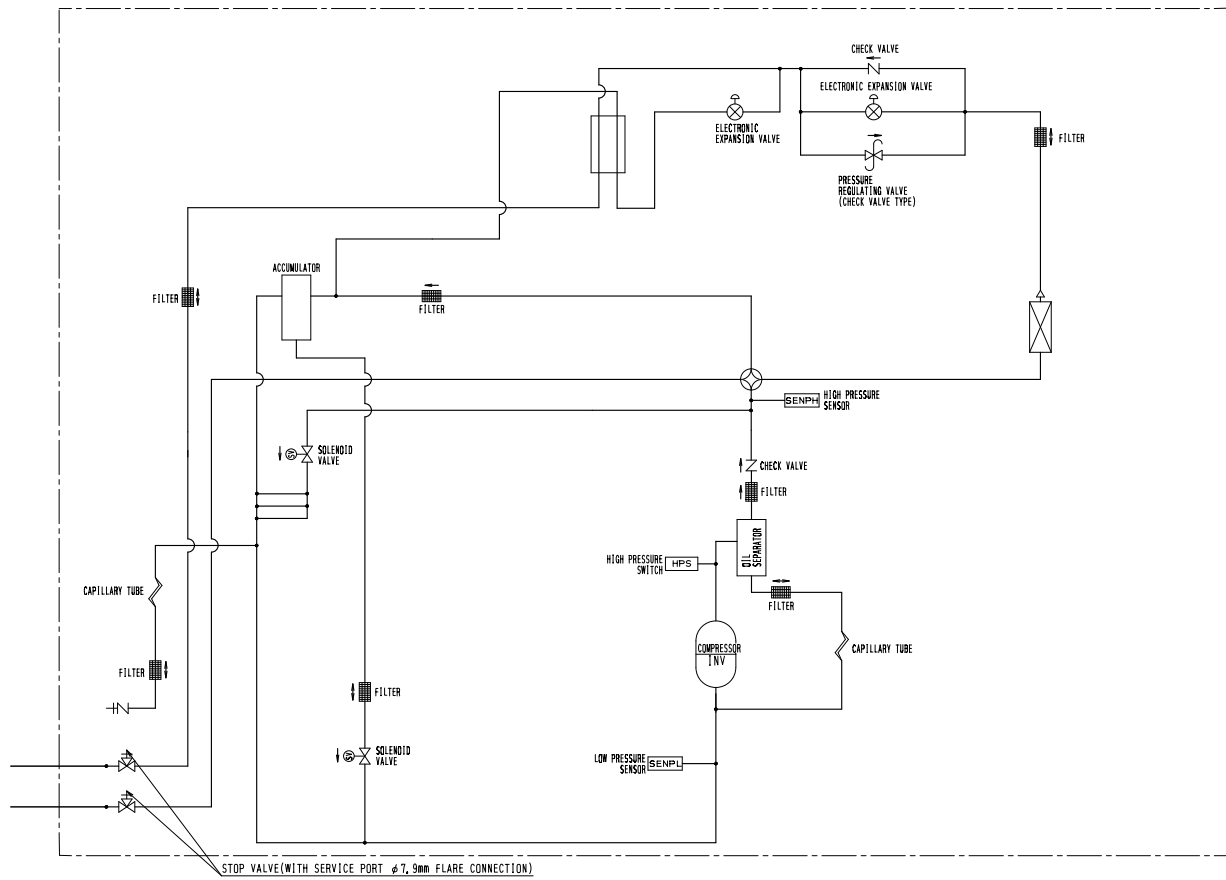 CHECK VALVE
ELECTRONIC EXPANSION VALVE
ELECTRONIC
EXPANSION VALVE
FILTER
PRESSURE
REGULATING VALVE
(CHECK VALVE TYPE)
ACCUMULATOR
FILTER
FILTER
SENPH
HIGH PRESSURE
SENSOR
SV
SOLENOID
VALVE
CHECK VALVE
FILTER
OIL
SEPARATOR
HIGH PRESSURE
SWITCH
HPS
CAPILLARY TUBE
FILTER
COMPRESSOR
INV
CAPILLARY TUBE
FILTER
FILTER
SV
SOLENOID
VALVE
LOW PRESSURE
SENSOR
SENPL
STOP VALVE(WITH SERVICE PORT φ7.9mm FLARE CONNECTION)